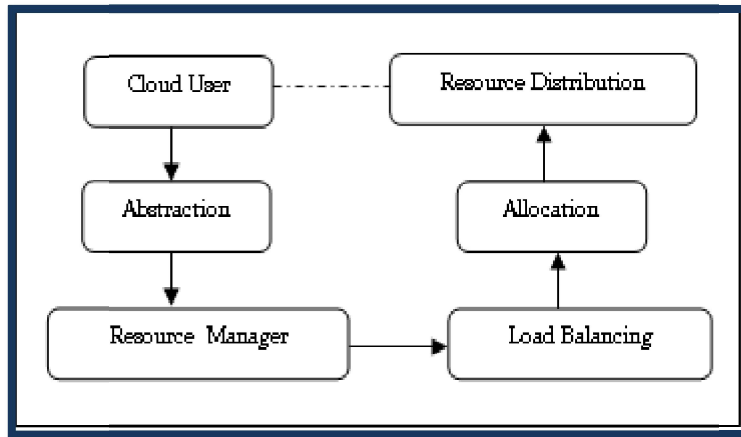 Cloud User
Resource Distribution
Abstraction
Allocation
Resource Manager
Load Balancing